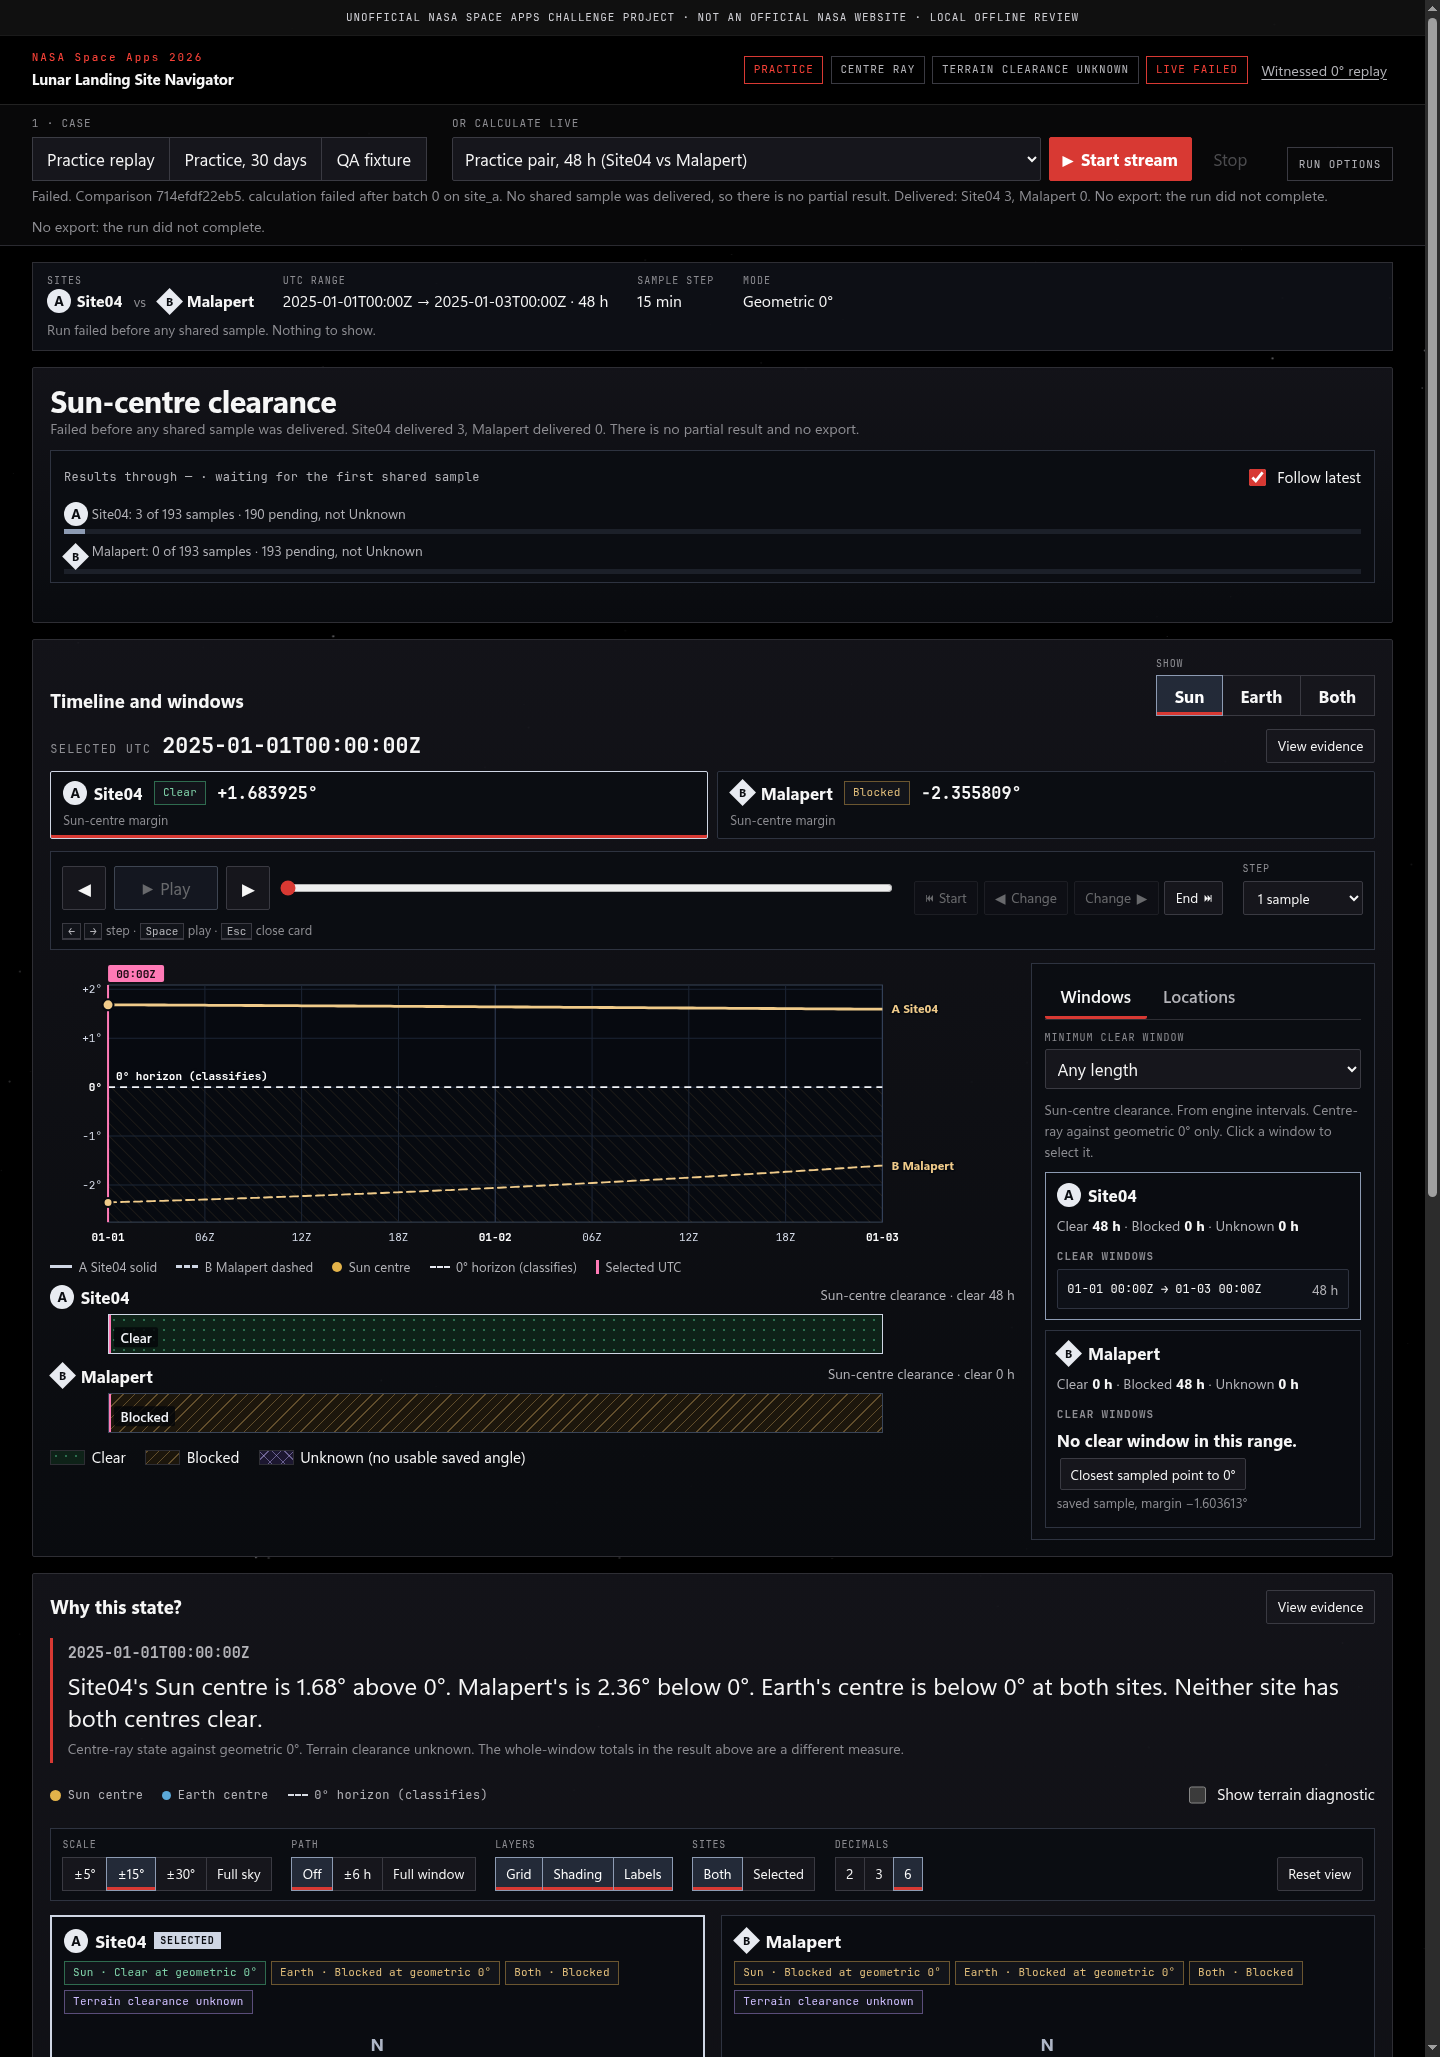 UNOFFICIAL NASA SPACE APPS CHALLENGE PROJECT · NOT AN OFFICIAL NASA WEBSITE · LOCAL OFFLINE REVIEW
NASA Space Apps 2026
Lunar Landing Site Navigator
PRACTICE
CENTRE RAY
TERRAIN CLEARANCE UNKNOWN
LIVE FAILED
Witnessed 0° replay
1 · CASE
Practice replay
Practice, 30 days
QA fixture
OR CALCULATE LIVE
Practice pair, 48 h (Site04 vs Malapert)
▶ Start stream
Stop
RUN OPTIONS
Failed. Comparison 714efdf22eb5. calculation failed after batch 0 on site_a. No shared sample was delivered, so there is no partial result. Delivered: Site04 3, Malapert 0. No export: the run did not complete.
No export: the run did not complete.
SITES
A Site04 vs B Malapert
UTC RANGE
2025-01-01T00:00Z → 2025-01-03T00:00Z · 48 h
SAMPLE STEP
15 min
MODE
Geometric 0°
Run failed before any shared sample. Nothing to show.
Sun-centre clearance
Failed before any shared sample was delivered. Site04 delivered 3, Malapert delivered 0. There is no partial result and no export.
Results through — · waiting for the first shared sample
Follow latest
A Site04: 3 of 193 samples · 190 pending, not Unknown
B Malapert: 0 of 193 samples · 193 pending, not Unknown
Timeline and windows
SHOW
Sun
Earth
Both
SELECTED UTC 2025-01-01T00:00:00Z
View evidence
A Site04 Clear +1.683925°
Sun-centre margin
B Malapert Blocked -2.355809°
Sun-centre margin
◀
▶ Play
▶
⏮ Start
◀ Change
Change ▶
End ⏭
STEP
1 sample
← → step · Space play · Esc close card
00:00Z
+2°
+1°
0°
-1°
-2°
0° horizon (classifies)
A Site04
B Malapert
01-01
06Z
12Z
18Z
01-02
06Z
12Z
18Z
01-03
A Site04 solid
B Malapert dashed
Sun centre
0° horizon (classifies)
Selected UTC
A Site04
Sun-centre clearance · clear 48 h
Clear
B Malapert
Sun-centre clearance · clear 0 h
Blocked
Clear
Blocked
Unknown (no usable saved angle)
Windows
Locations
MINIMUM CLEAR WINDOW
Any length
Sun-centre clearance. From engine intervals. Centre-
ray against geometric 0° only. Click a window to
select it.
A Site04
Clear 48 h · Blocked 0 h · Unknown 0 h
CLEAR WINDOWS
01-01 00:00Z → 01-03 00:00Z 48 h
B Malapert
Clear 0 h · Blocked 48 h · Unknown 0 h
CLEAR WINDOWS
No clear window in this range.
Closest sampled point to 0°
saved sample, margin −1.603613°
Why this state?
View evidence
2025-01-01T00:00:00Z
Site04's Sun centre is 1.68° above 0°. Malapert's is 2.36° below 0°. Earth's centre is below 0° at both sites. Neither site has
both centres clear.
Centre-ray state against geometric 0°. Terrain clearance unknown. The whole-window totals in the result above are a different measure.
Sun centre
Earth centre
0° horizon (classifies)
Show terrain diagnostic
SCALE
±5°
±15°
±30°
Full sky
PATH
Off
±6 h
Full window
LAYERS
Grid
Shading
Labels
SITES
Both
Selected
DECIMALS
2
3
6
Reset view
A Site04 SELECTED
Sun · Clear at geometric 0°
Earth · Blocked at geometric 0°
Both · Blocked
Terrain clearance unknown
N
B Malapert
Sun · Blocked at geometric 0°
Earth · Blocked at geometric 0°
Both · Blocked
Terrain clearance unknown
N